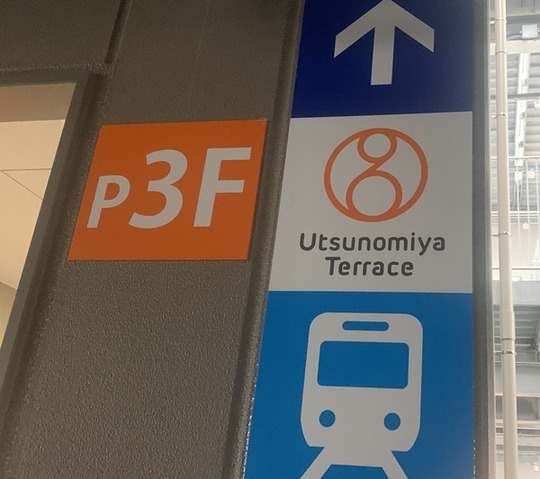 P3F
Utsunomiya
Terrace